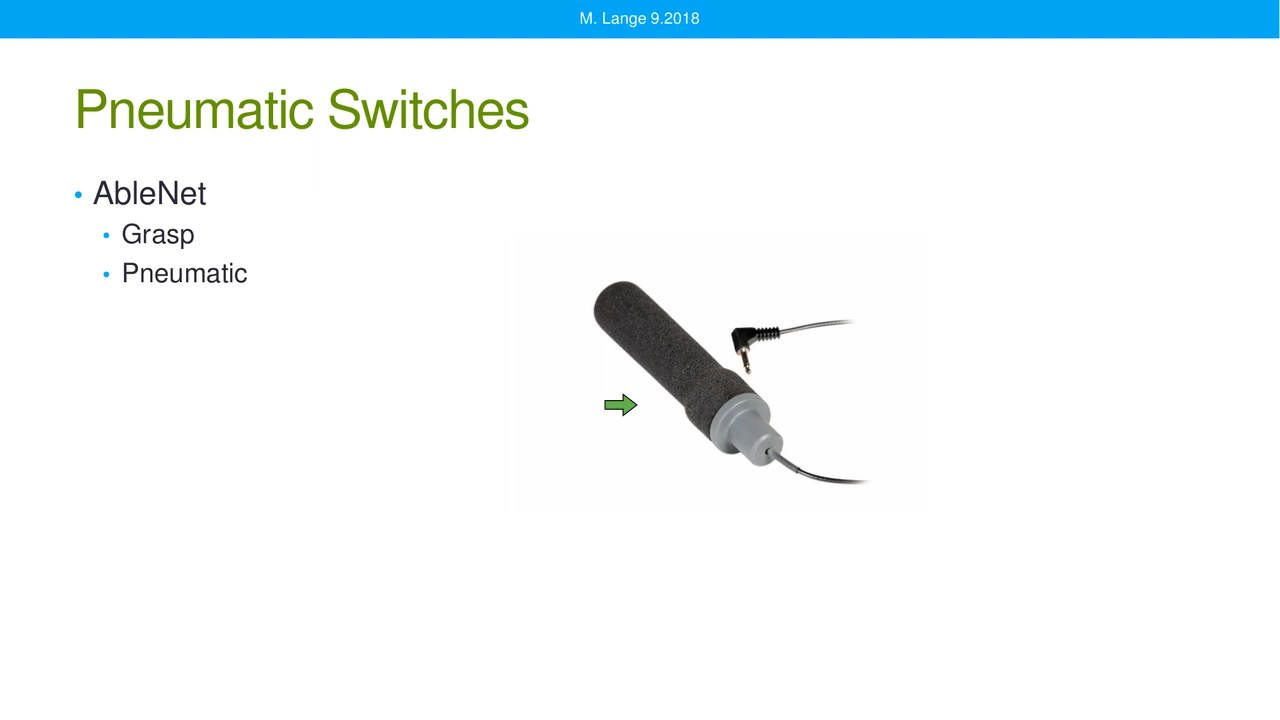 M. Lange 9.2018
Pneumatic Switches
• AbleNet
• Grasp
• Pneumatic